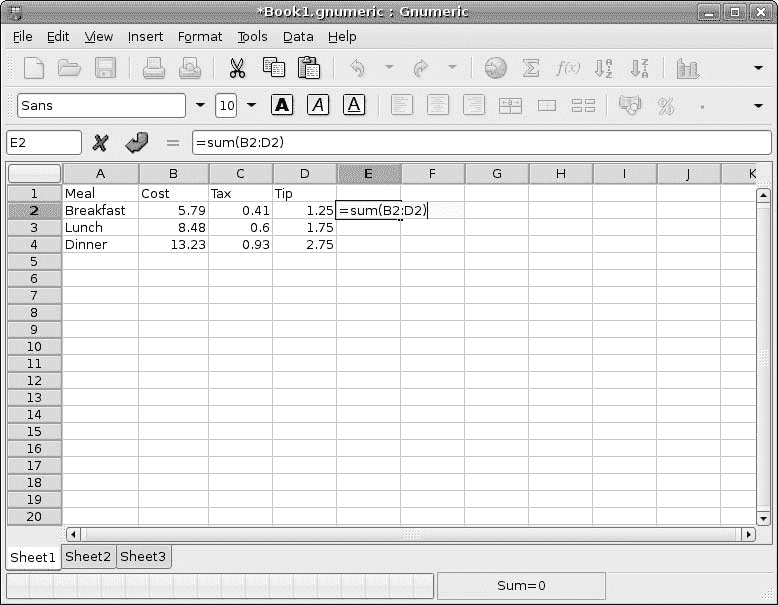 *Book1.gnumeric : Gnumeric
File Edit View Insert Format Tools Data Help
f(x) A Z Z A
Sans 10 A A A %
E2 = =sum(B2:D2)
A B C D E F G H I J K
1 Meal Cost Tax Tip
2 Breakfast 5.79 0.41 1.25 =sum(B2:D2)
3 Lunch 8.48 0.6 1.75
4 Dinner 13.23 0.93 2.75
5
6
7
8
9
10
11
12
13
14
15
16
17
18
19
20
Sheet1 Sheet2 Sheet3
Sum=0